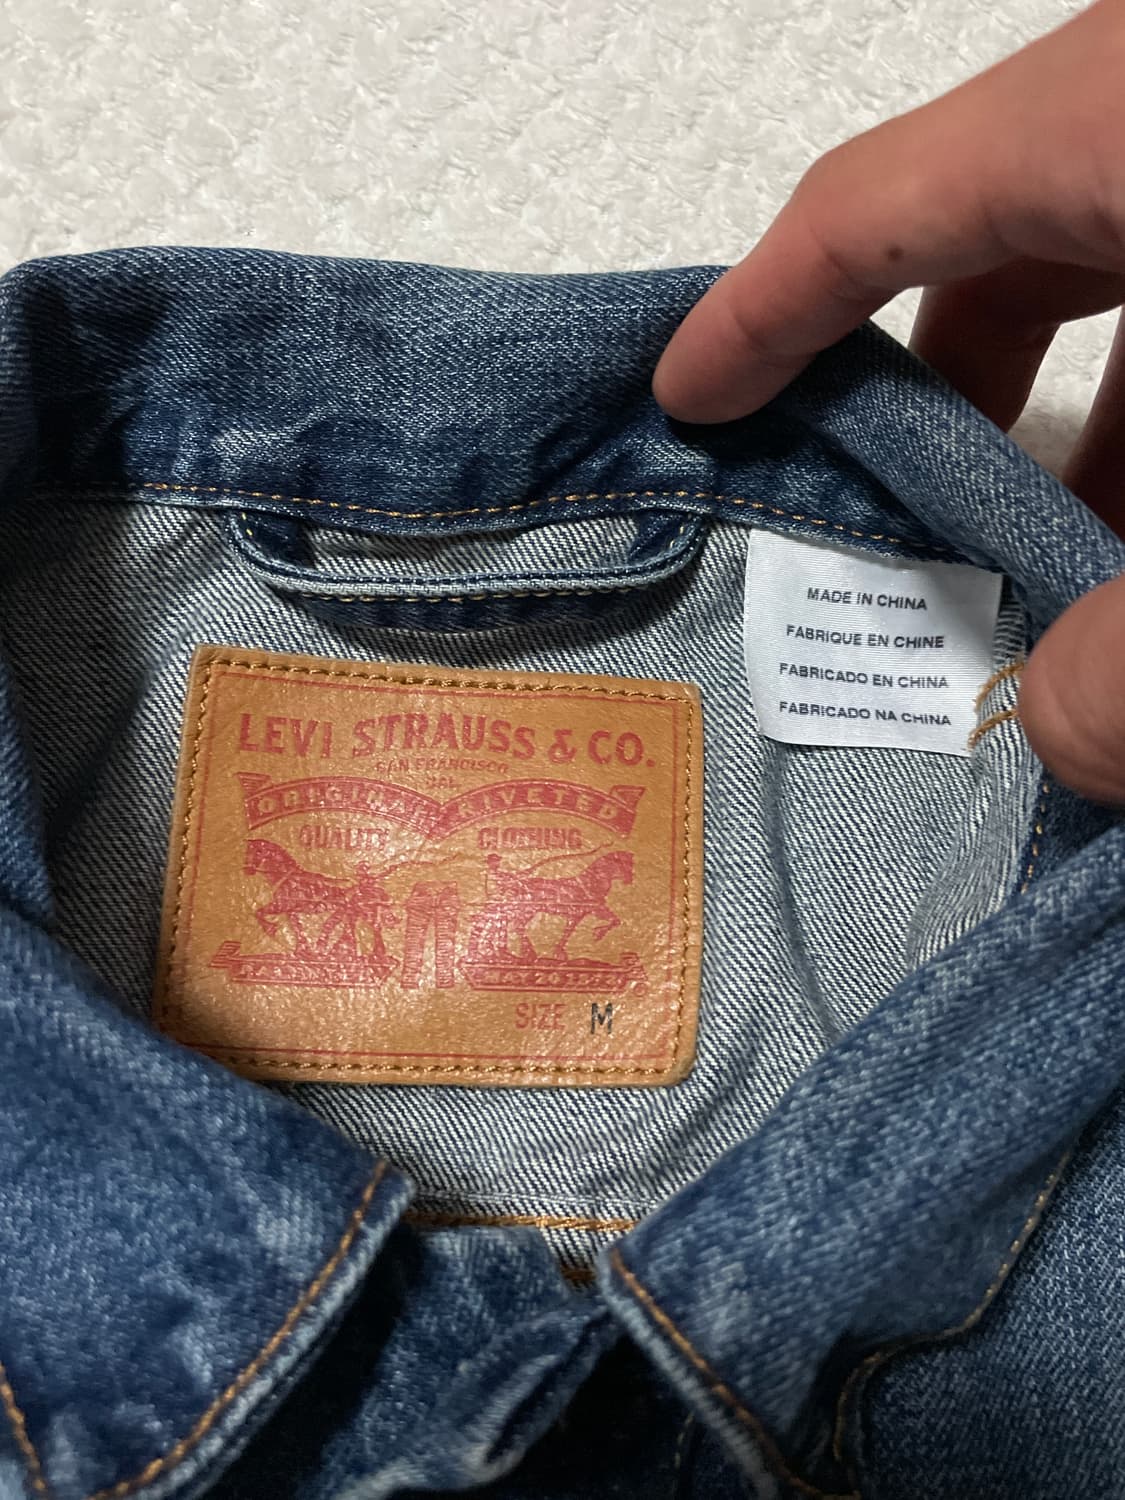 LEVI STRAUSS & CO.
SAN FRANCISCO
CAL
ORIGINAL RIVETED
QUALITY CLOTHING
SIZE M
MADE IN CHINA
FABRIQUE EN CHINE
FABRICADO EN CHINA
FABRICADO NA CHINA